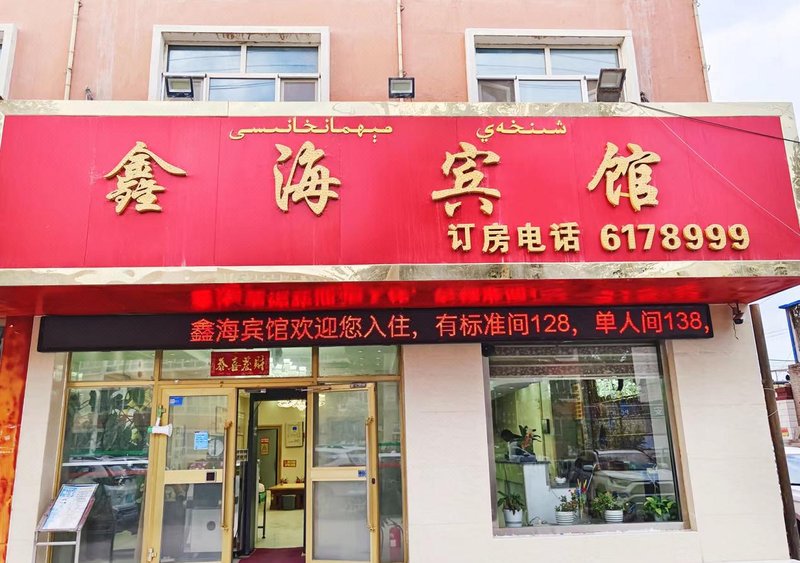 شىنخەي مېھمانخانىسى
鑫海宾馆
订房电话 6178999
鑫海宾馆欢迎您入住，有标准间128，单人间138，
恭喜发财